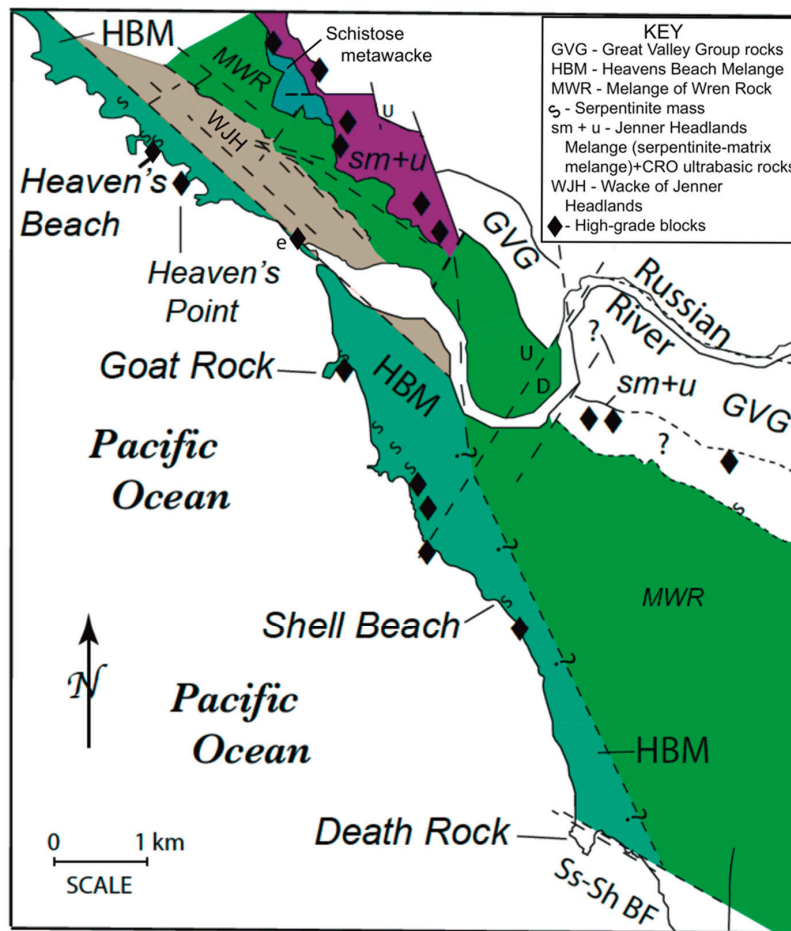 HBM
Schistose
metawacke
KEY
GVG - Great Valley Group rocks
HBM - Heavens Beach Melange
MWR - Melange of Wren Rock
S - Serpentinite mass
sm + u - Jenner Headlands
Melange (serpentinite-matrix
melange)+CRO ultrabasic rocks
WJH - Wacke of Jenner
Headlands
- High-grade blocks
MWR
U
WJH
sm+u
S
S
S
Heaven's
Beach
GVG
e
Heaven's
Point
Russian
River
?
U
D
S
Goat Rock
HBM
sm+u
GVG
?
Pacific
Ocean
S
S
S
?
S
?
MWR
S
Shell Beach
?
N
Pacific
Ocean
HBM
?
Death Rock
0 1 km
SCALE
Ss-Sh BF